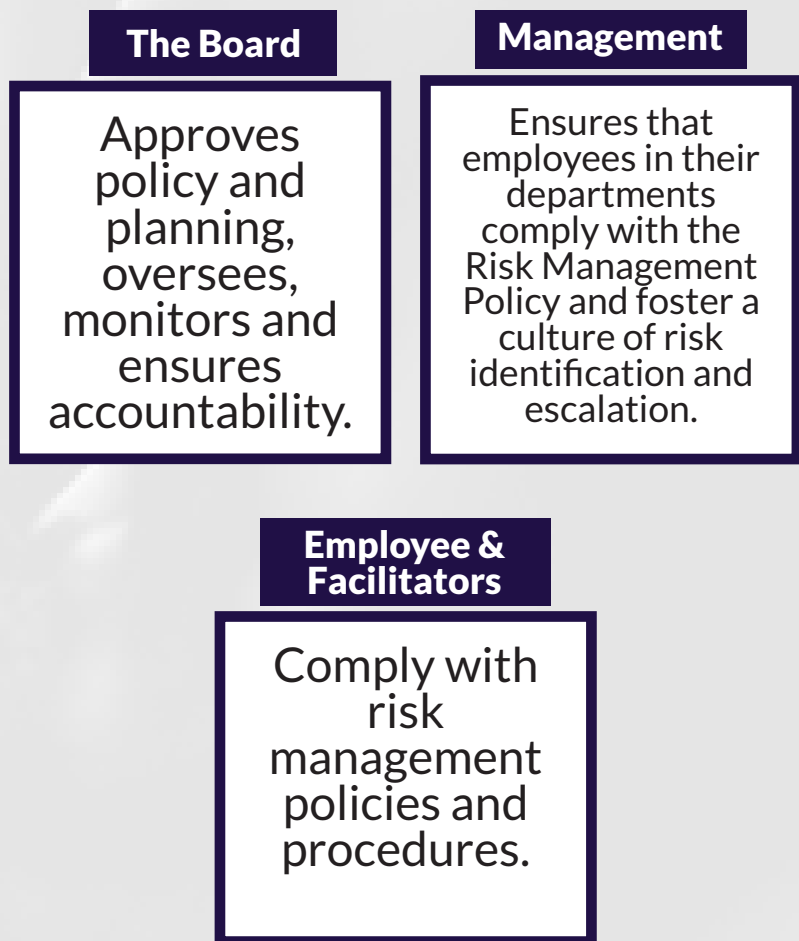 The Board
Approves
policy and
planning,
oversees,
monitors and
ensures
accountability.
Management
Ensures that
employees in their
departments
comply with the
Risk Management
Policy and foster a
culture of risk
identification and
escalation.
Employee &
Facilitators
Comply with
risk
management
policies and
procedures.